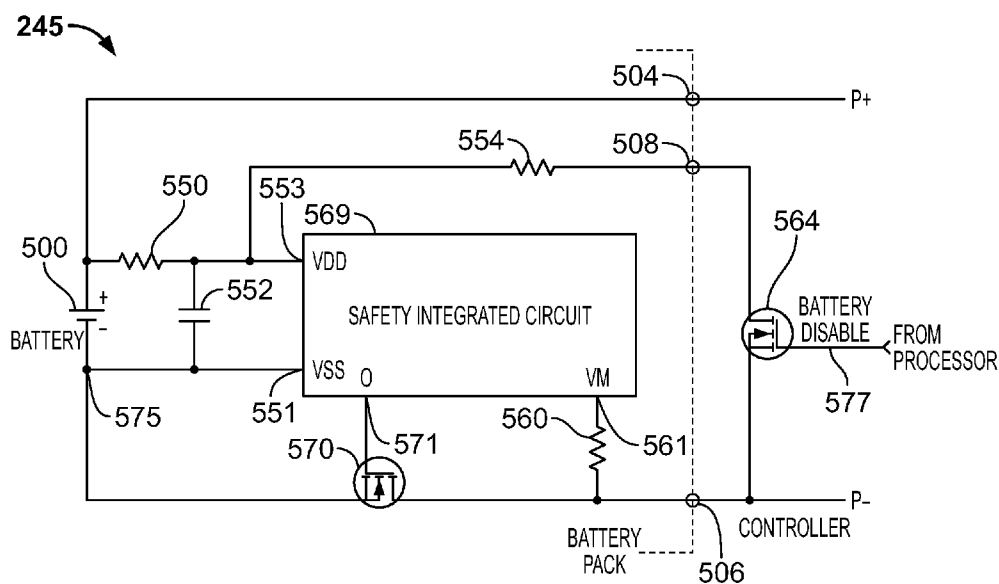 245
504
P+
554
508
550
553
569
564
500
VDD
+
552
SAFETY INTEGRATED CIRCUIT
BATTERY
DISABLE
FROM
PROCESSOR
BATTERY
–
VSS
O
VM
577
575
551
571
560
561
570
P–
BATTERY
PACK
CONTROLLER
506